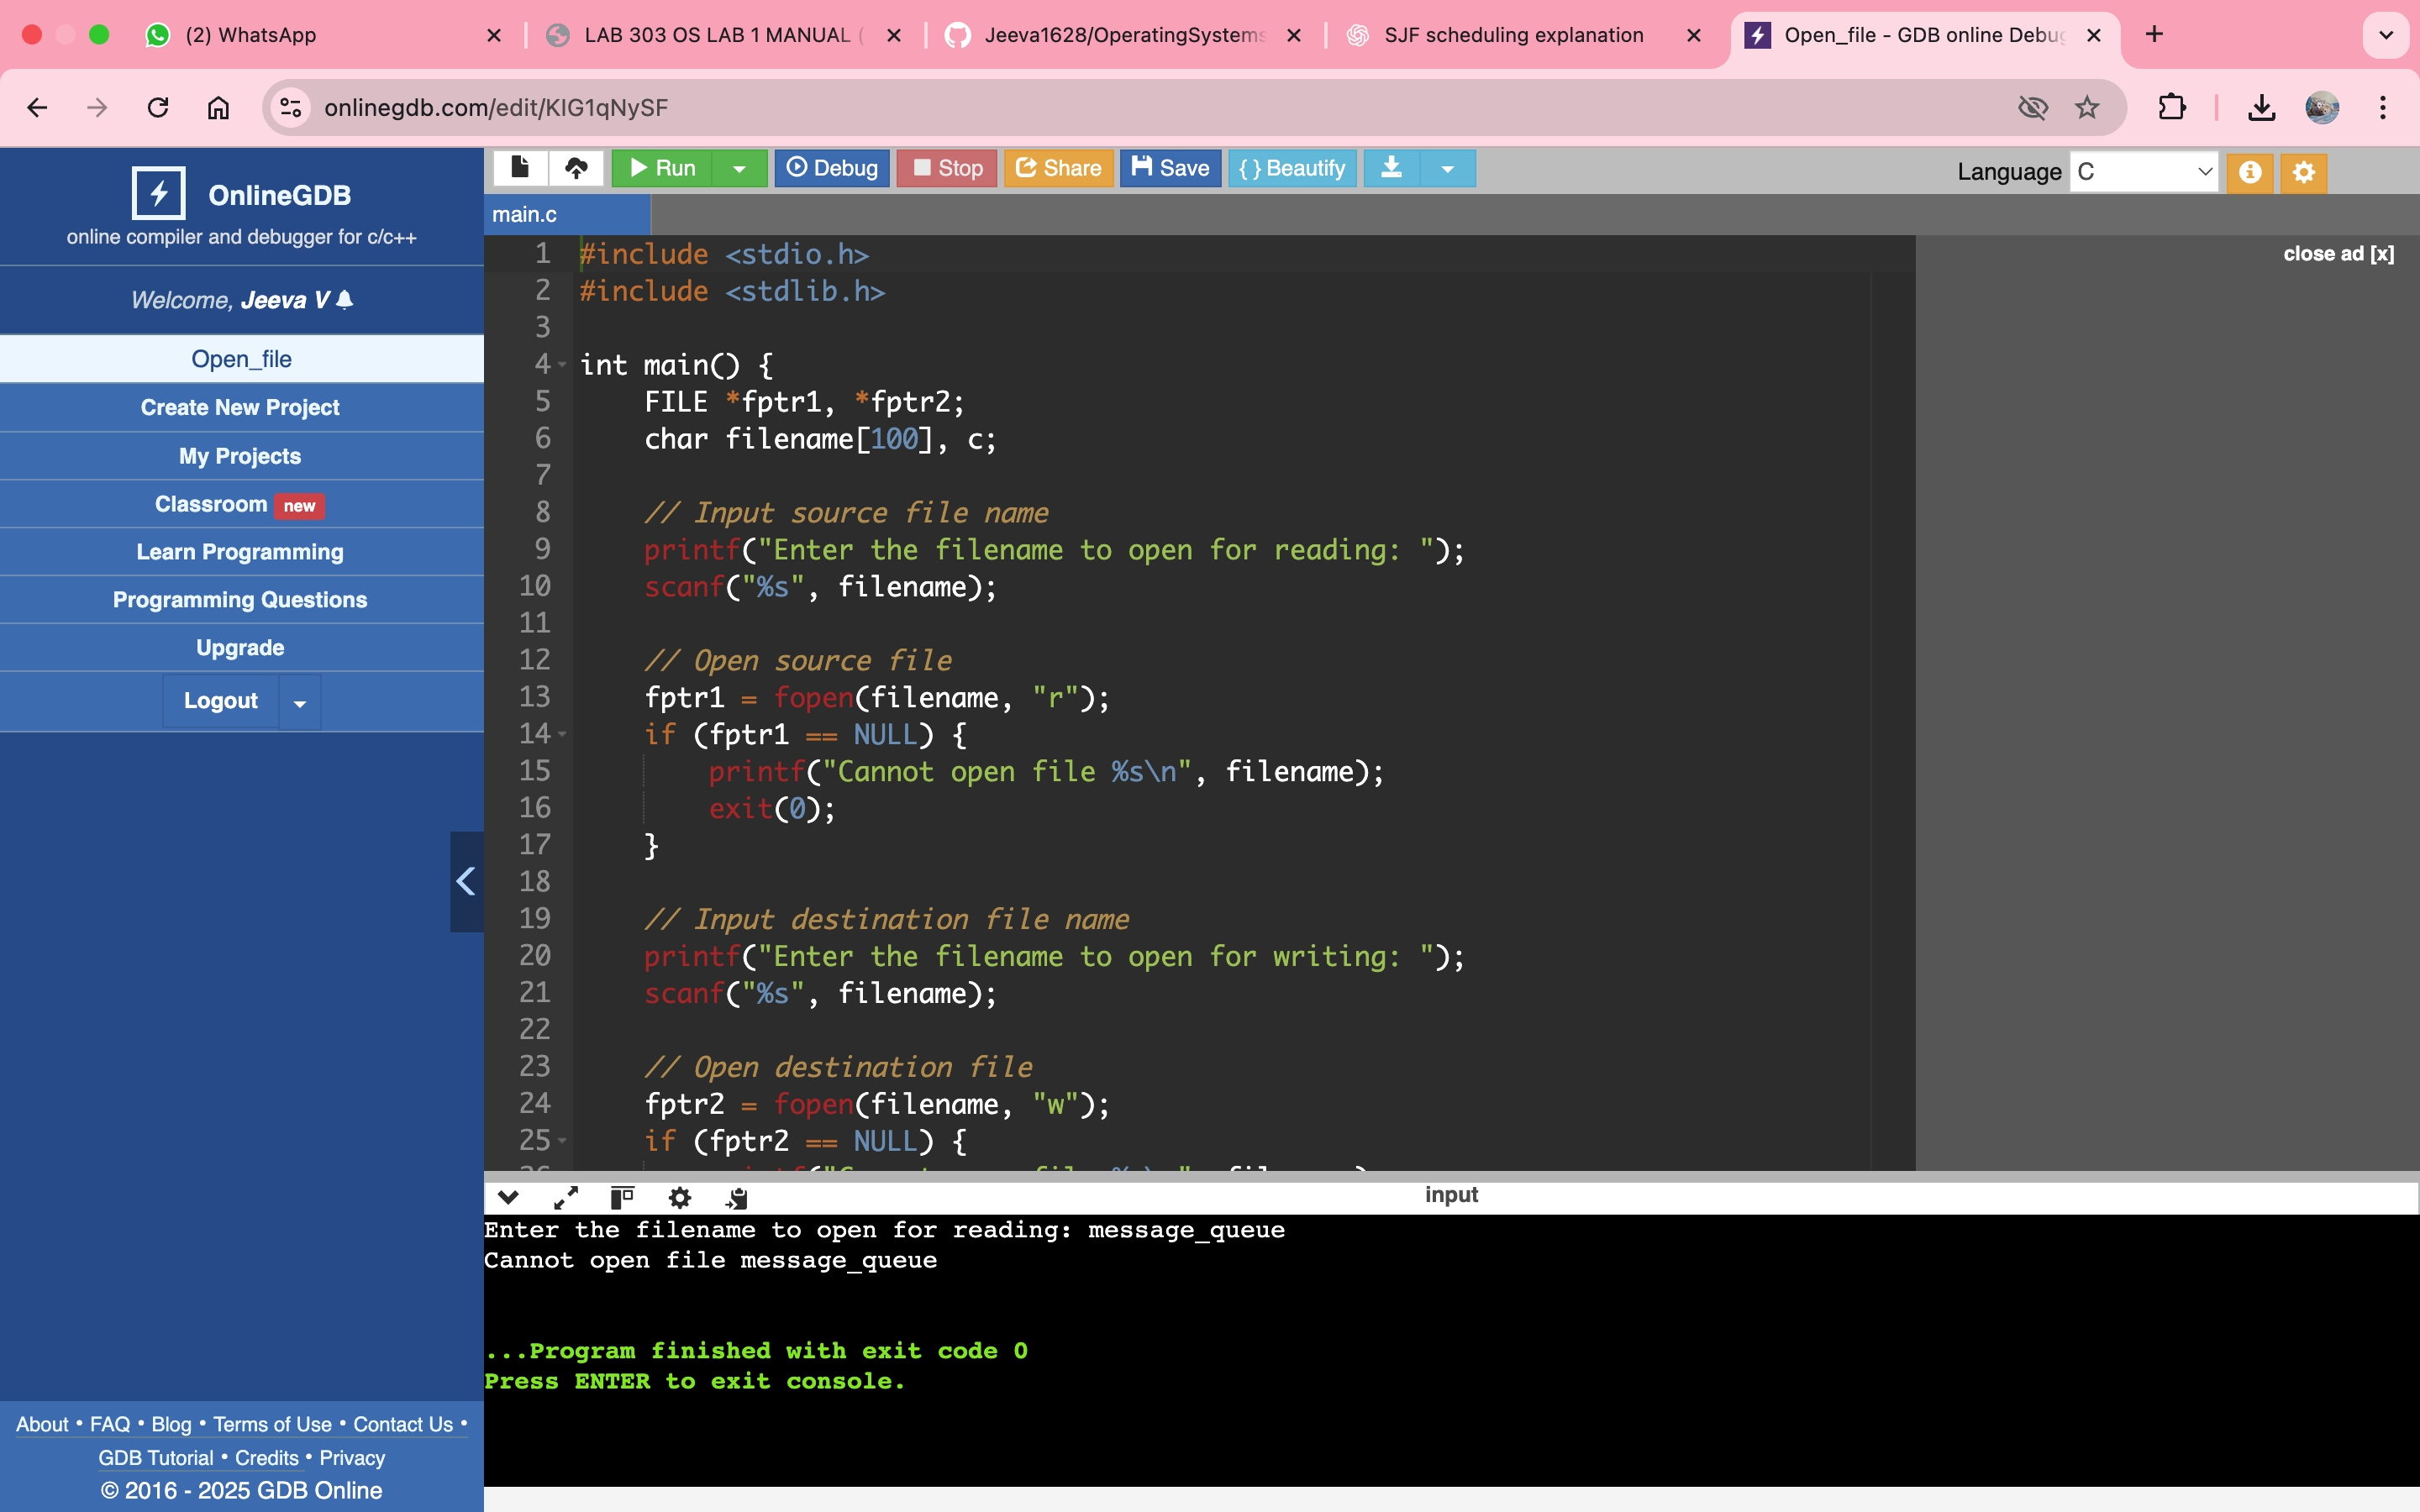 (2) WhatsApp
LAB 303 OS LAB 1 MANUAL (
Jeeva1628/OperatingSystems
SJF scheduling explanation
Open_file - GDB online Debug
onlinegdb.com/edit/KIG1qNySF
OnlineGDB
online compiler and debugger for c/c++
Welcome, Jeeva V
Open_file
Create New Project
My Projects
Classroom new
Learn Programming
Programming Questions
Upgrade
Logout
About • FAQ • Blog • Terms of Use • Contact Us •
GDB Tutorial • Credits • Privacy
© 2016 - 2025 GDB Online
Run
Debug
Stop
Share
Save
{ } Beautify
Language C
main.c
close ad [x]
1 #include <stdio.h>
2 #include <stdlib.h>
3
4 int main() {
5     FILE *fptr1, *fptr2;
6     char filename[100], c;
7
8     // Input source file name
9     printf("Enter the filename to open for reading: ");
10     scanf("%s", filename);
11
12     // Open source file
13     fptr1 = fopen(filename, "r");
14     if (fptr1 == NULL) {
15         printf("Cannot open file %s\n", filename);
16         exit(0);
17     }
18
19     // Input destination file name
20     printf("Enter the filename to open for writing: ");
21     scanf("%s", filename);
22
23     // Open destination file
24     fptr2 = fopen(filename, "w");
25     if (fptr2 == NULL) {
input
Enter the filename to open for reading: message_queue
Cannot open file message_queue
...Program finished with exit code 0
Press ENTER to exit console.